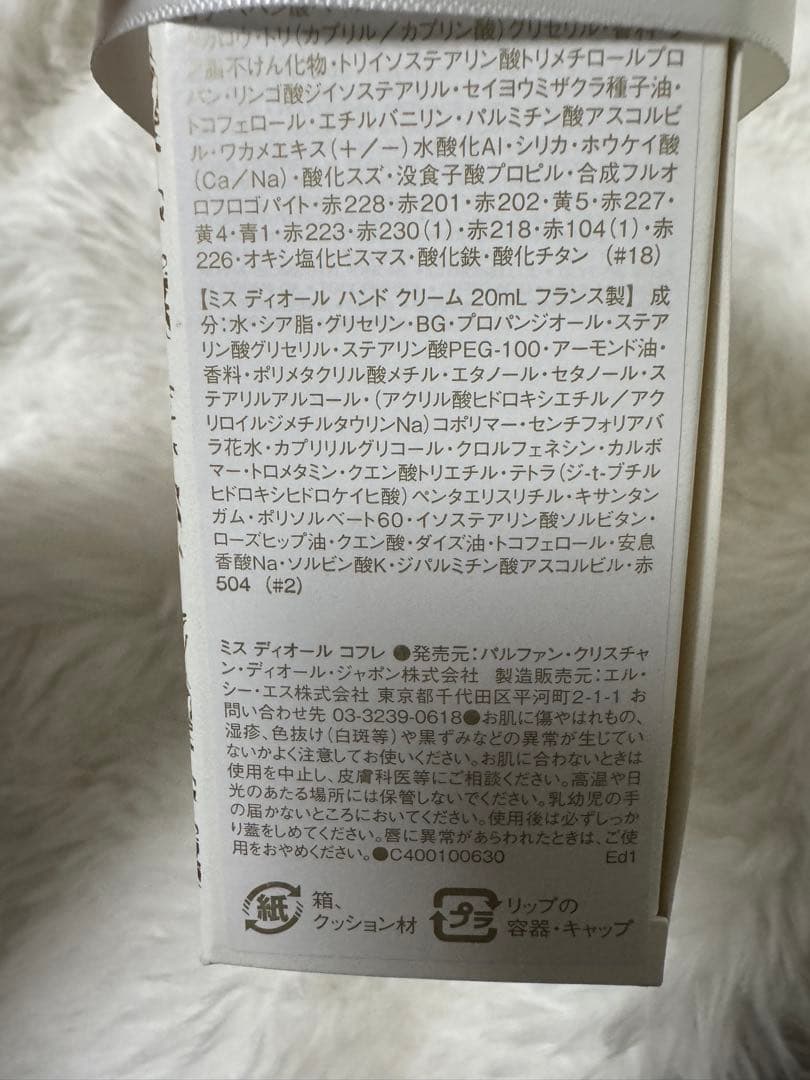 カロウ・トリ(カプリル／カプリン酸)グリセリル・香料・
脂不けん化物・トリイソステアリン酸トリメチロールプロ
パン・リンゴ酸ジイソステアリル・セイヨウミザクラ種子油・
トコフェロール・エチルバニリン・パルミチン酸アスコルビ
ル・ワカメエキス(＋／－)水酸化Al・シリカ・ホウケイ酸
(Ca／Na)・酸化スズ・没食子酸プロピル・合成フルオ
ロフロゴパイト・赤228・赤201・赤202・黄5・赤227・
黄4・青1・赤223・赤230(1)・赤218・赤104(1)・赤
226・オキシ塩化ビスマス・酸化鉄・酸化チタン (#18)
【ミス ディオール ハンド クリーム 20mL フランス製】 成
分:水・シア脂・グリセリン・BG・プロパンジオール・ステア
リン酸グリセリル・ステアリン酸PEG-100・アーモンド油・
香料・ポリメタクリル酸メチル・エタノール・セタノール・ス
テアリルアルコール・(アクリル酸ヒドロキシエチル／アク
リロイルジメチルタウリンNa)コポリマー・センチフォリアバ
ラ花水・カプリリルグリコール・クロルフェネシン・カルボ
マー・トロメタミン・クエン酸トリエチル・テトラ(ジ-t-ブチル
ヒドロキシヒドロケイヒ酸)ペンタエリスリチル・キサンタン
ガム・ポリソルベート60・イソステアリン酸ソルビタン・
ローズヒップ油・クエン酸・ダイズ油・トコフェロール・安息
香酸Na・ソルビン酸K・ジパルミチン酸アスコルビル・赤
504 (#2)
ミス ディオール コフレ ●発売元:パルファン・クリスチャ
ン・ディオール・ジャポン株式会社 製造販売元:エル・
シー・エス株式会社 東京都千代田区平河町2-1-1 お
問い合わせ先 03-3239-0618●お肌に傷やはれもの、
湿疹、色抜け(白斑等)や黒ずみなどの異常が生じてい
ないかよく注意してお使いください。お肌に合わないときは
使用を中止し、皮膚科医等にご相談ください。高温や日
光のあたる場所には保管しないでください。乳幼児の手
の届かないところにおいてください。使用後は必ずしっか
り蓋をしめてください。唇に異常があらわれたときは、ご使
用をおやめください。●C400100630 Ed1
紙 箱、
クッション材
プラ リップの
容器・キャップ